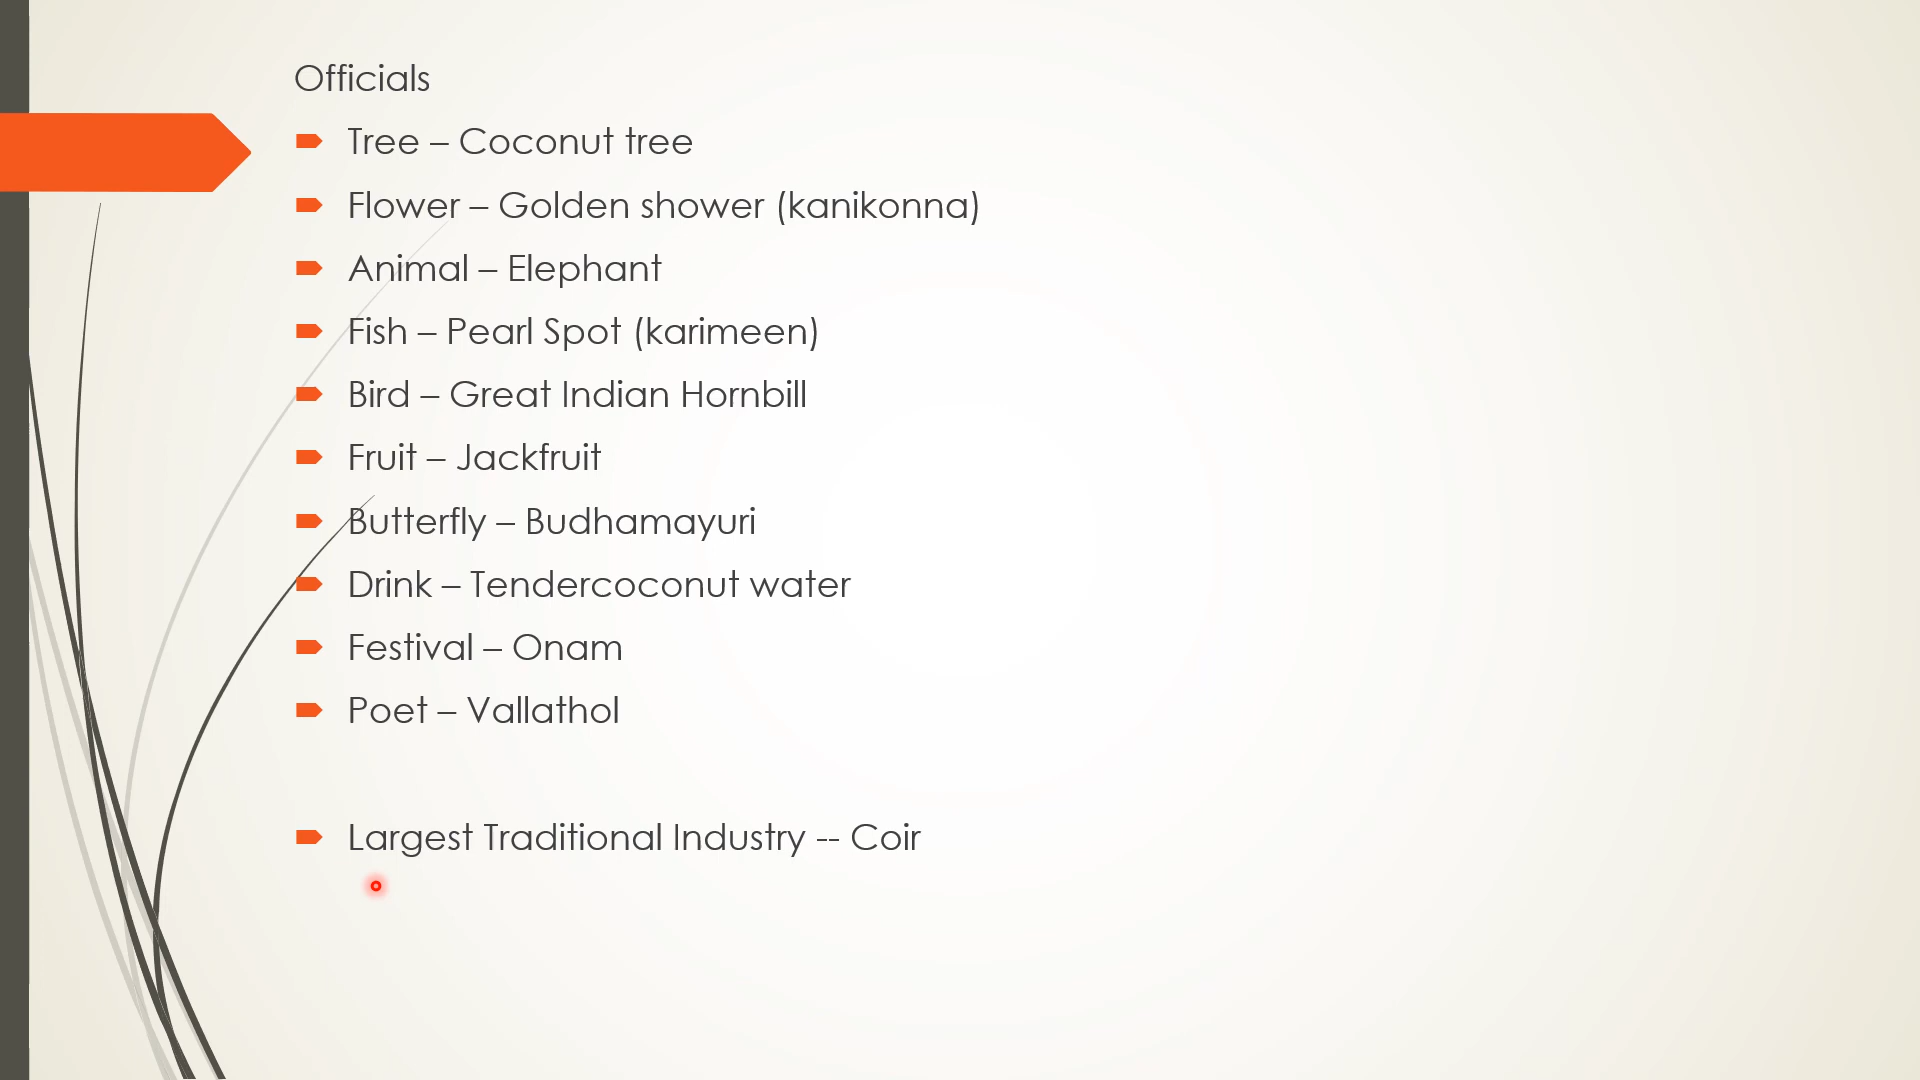 Officials
Tree – Coconut tree
Flower – Golden shower (kanikonna)
Animal – Elephant
Fish – Pearl Spot (karimeen)
Bird – Great Indian Hornbill
Fruit – Jackfruit
Butterfly – Budhamayuri
Drink – Tendercoconut water
Festival – Onam
Poet – Vallathol
Largest Traditional Industry -- Coir